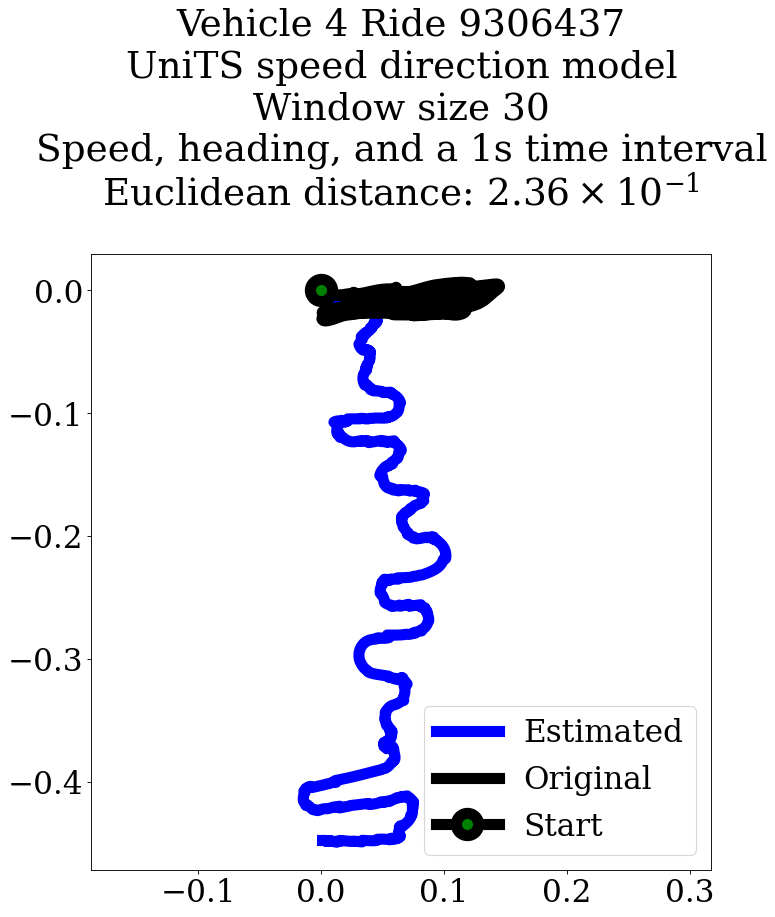 Vehicle 4 Ride 9306437
UniTS speed direction model
Window size 30
Speed, heading, and a 1s time interval
Euclidean distance: 2.36 × 10⁻¹
0.0
−0.1
−0.2
−0.3
−0.4
−0.1 0.0 0.1 0.2 0.3
Estimated
Original
Start